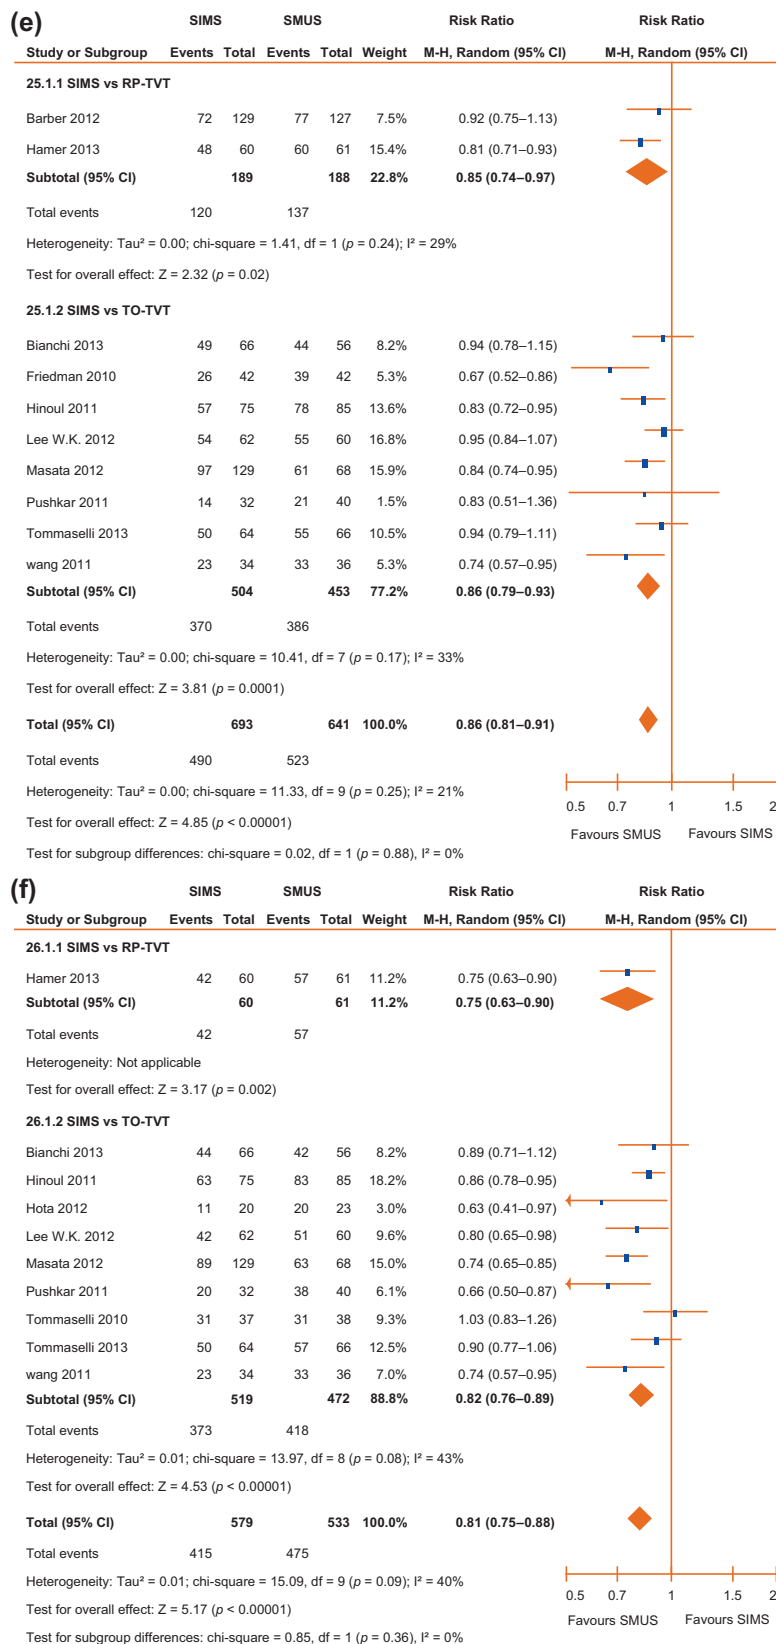 (e)
SIMS SMUS Risk Ratio Risk Ratio
Study or Subgroup Events Total Events Total Weight M-H, Random (95% CI) M-H, Random (95% CI)
25.1.1 SIMS vs RP-TVT
Barber 2012 72 129 77 127 7.5% 0.92 (0.75–1.13)
Hamer 2013 48 60 60 61 15.4% 0.81 (0.71–0.93)
Subtotal (95% CI) 189 188 22.8% 0.85 (0.74–0.97)
Total events 120 137
Heterogeneity: Tau² = 0.00; chi-square = 1.41, df = 1 (p = 0.24); I² = 29%
Test for overall effect: Z = 2.32 (p = 0.02)
25.1.2 SIMS vs TO-TVT
Bianchi 2013 49 66 44 56 8.2% 0.94 (0.78–1.15)
Friedman 2010 26 42 39 42 5.3% 0.67 (0.52–0.86)
Hinoul 2011 57 75 78 85 13.6% 0.83 (0.72–0.95)
Lee W.K. 2012 54 62 55 60 16.8% 0.95 (0.84–1.07)
Masata 2012 97 129 61 68 15.9% 0.84 (0.74–0.95)
Pushkar 2011 14 32 21 40 1.5% 0.83 (0.51–1.36)
Tommaselli 2013 50 64 55 66 10.5% 0.94 (0.79–1.11)
wang 2011 23 34 33 36 5.3% 0.74 (0.57–0.95)
Subtotal (95% CI) 504 453 77.2% 0.86 (0.79–0.93)
Total events 370 386
Heterogeneity: Tau² = 0.00; chi-square = 10.41, df = 7 (p = 0.17); I² = 33%
Test for overall effect: Z = 3.81 (p = 0.0001)
Total (95% CI) 693 641 100.0% 0.86 (0.81–0.91)
Total events 490 523
Heterogeneity: Tau² = 0.00; chi-square = 11.33, df = 9 (p = 0.25); I² = 21%
0.5 0.7 1 1.5 2
Test for overall effect: Z = 4.85 (p < 0.00001)
Favours SMUS Favours SIMS
Test for subgroup differences: chi-square = 0.02, df = 1 (p = 0.88), I² = 0%
(f)
SIMS SMUS Risk Ratio Risk Ratio
Study or Subgroup Events Total Events Total Weight M-H, Random (95% CI) M-H, Random (95% CI)
26.1.1 SIMS vs RP-TVT
Hamer 2013 42 60 57 61 11.2% 0.75 (0.63–0.90)
Subtotal (95% CI) 60 61 11.2% 0.75 (0.63–0.90)
Total events 42 57
Heterogeneity: Not applicable
Test for overall effect: Z = 3.17 (p = 0.002)
26.1.2 SIMS vs TO-TVT
Bianchi 2013 44 66 42 56 8.2% 0.89 (0.71–1.12)
Hinoul 2011 63 75 83 85 18.2% 0.86 (0.78–0.95)
Hota 2012 11 20 20 23 3.0% 0.63 (0.41–0.97)
Lee W.K. 2012 42 62 51 60 9.6% 0.80 (0.65–0.98)
Masata 2012 89 129 63 68 15.0% 0.74 (0.65–0.85)
Pushkar 2011 20 32 38 40 6.1% 0.66 (0.50–0.87)
Tommaselli 2010 31 37 31 38 9.3% 1.03 (0.83–1.26)
Tommaselli 2013 50 64 57 66 12.5% 0.90 (0.77–1.06)
wang 2011 23 34 33 36 7.0% 0.74 (0.57–0.95)
Subtotal (95% CI) 519 472 88.8% 0.82 (0.76–0.89)
Total events 373 418
Heterogeneity: Tau² = 0.01; chi-square = 13.97, df = 8 (p = 0.08); I² = 43%
Test for overall effect: Z = 4.53 (p < 0.00001)
Total (95% CI) 579 533 100.0% 0.81 (0.75–0.88)
Total events 415 475
Heterogeneity: Tau² = 0.01; chi-square = 15.09, df = 9 (p = 0.09); I² = 40%
0.5 0.7 1 1.5 2
Test for overall effect: Z = 5.17 (p < 0.00001)
Favours SMUS Favours SIMS
Test for subgroup differences: chi-square = 0.85, df = 1 (p = 0.36), I² = 0%